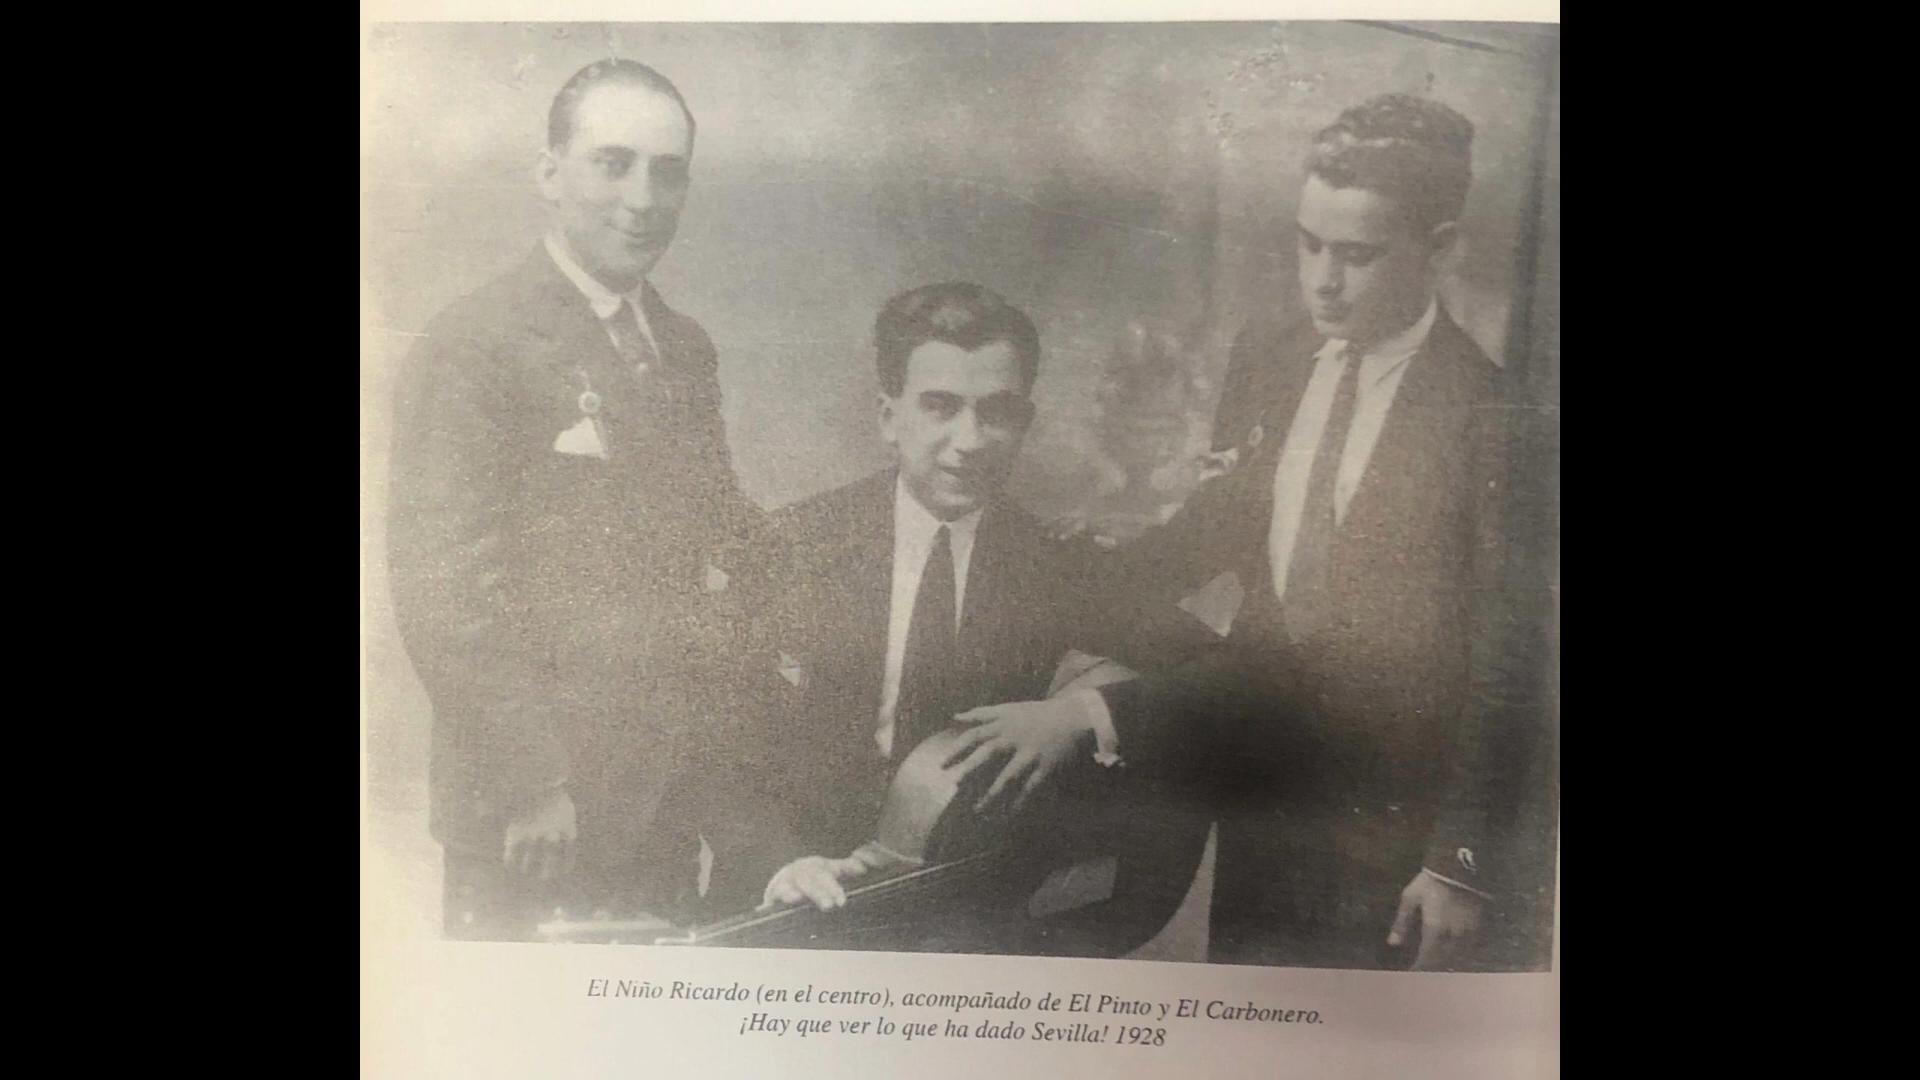 El Niño Ricardo (en el centro), acompañado de El Pinto y El Carbonero.
¡Hay que ver lo que ha dado Sevilla! 1928